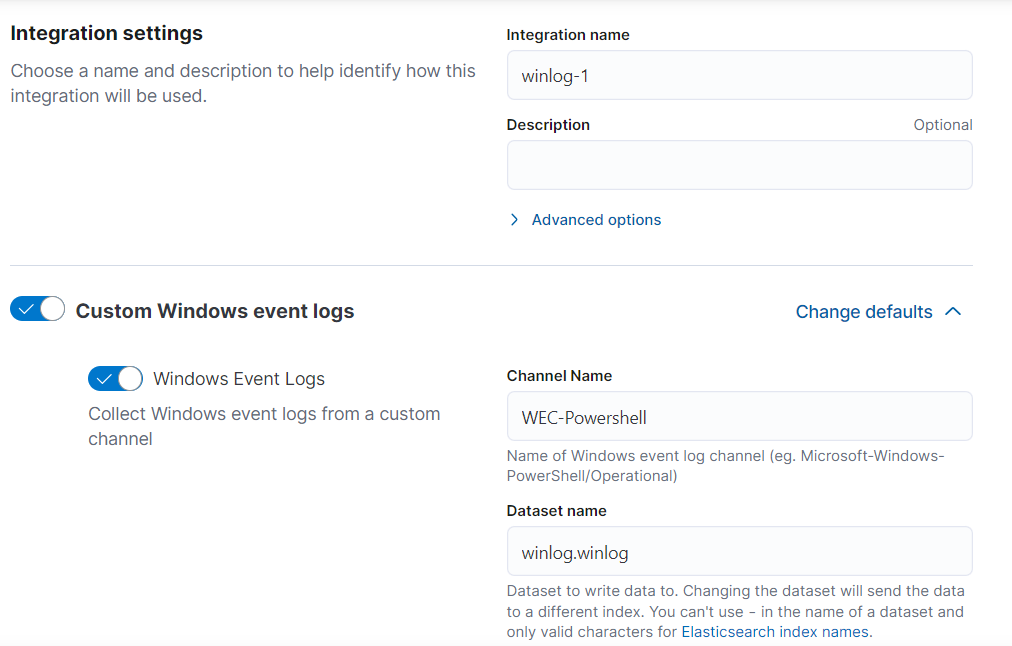 Integration settings
Choose a name and description to help identify how this
integration will be used.
Integration name
winlog-1
Description
Optional
Advanced options
Custom Windows event logs
Change defaults
Windows Event Logs
Collect Windows event logs from a custom
channel
Channel Name
WEC-Powershell
Name of Windows event log channel (eg. Microsoft-Windows-
PowerShell/Operational)
Dataset name
winlog.winlog
Dataset to write data to. Changing the dataset will send the data
to a different index. You can't use - in the name of a dataset and
only valid characters for Elasticsearch index names.